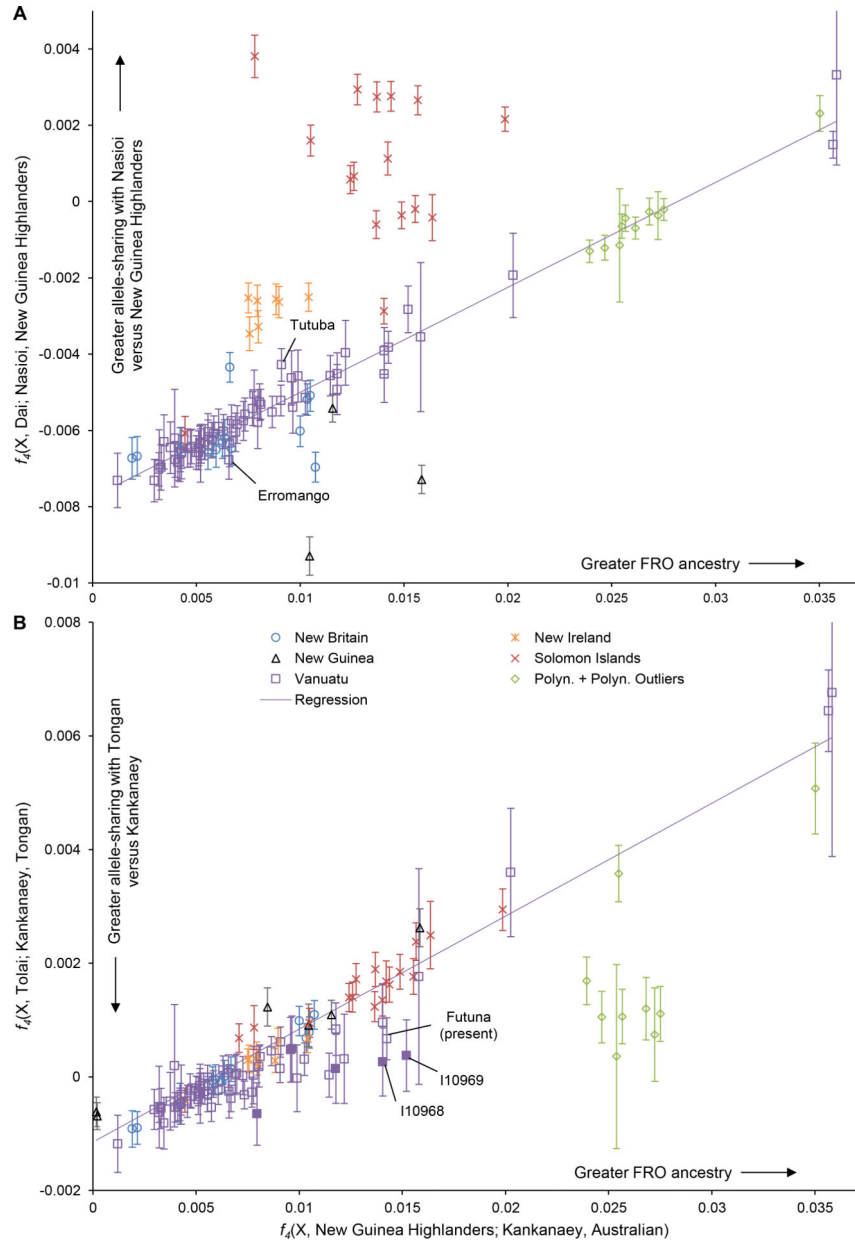 A
0.004
0.002
0
-0.002
-0.004
-0.006
-0.008
-0.01
f4(X, Dai; Nasioi, New Guinea Highlanders)
Greater allele-sharing with Nasioi
versus New Guinea Highlanders
Tutuba
Erromango
Greater FRO ancestry
0 0.005 0.01 0.015 0.02 0.025 0.03 0.035
B
0.008
0.006
0.004
0.002
0
-0.002
f4(X, Tolai; Kankanaey, Tongan)
Greater allele-sharing with Tongan
versus Kankanaey
New Britain New Ireland
New Guinea Solomon Islands
Vanuatu Polyn. + Polyn. Outliers
Regression
Futuna
(present)
I10969
I10968
Greater FRO ancestry
0 0.005 0.01 0.015 0.02 0.025 0.03 0.035
f4(X, New Guinea Highlanders; Kankanaey, Australian)